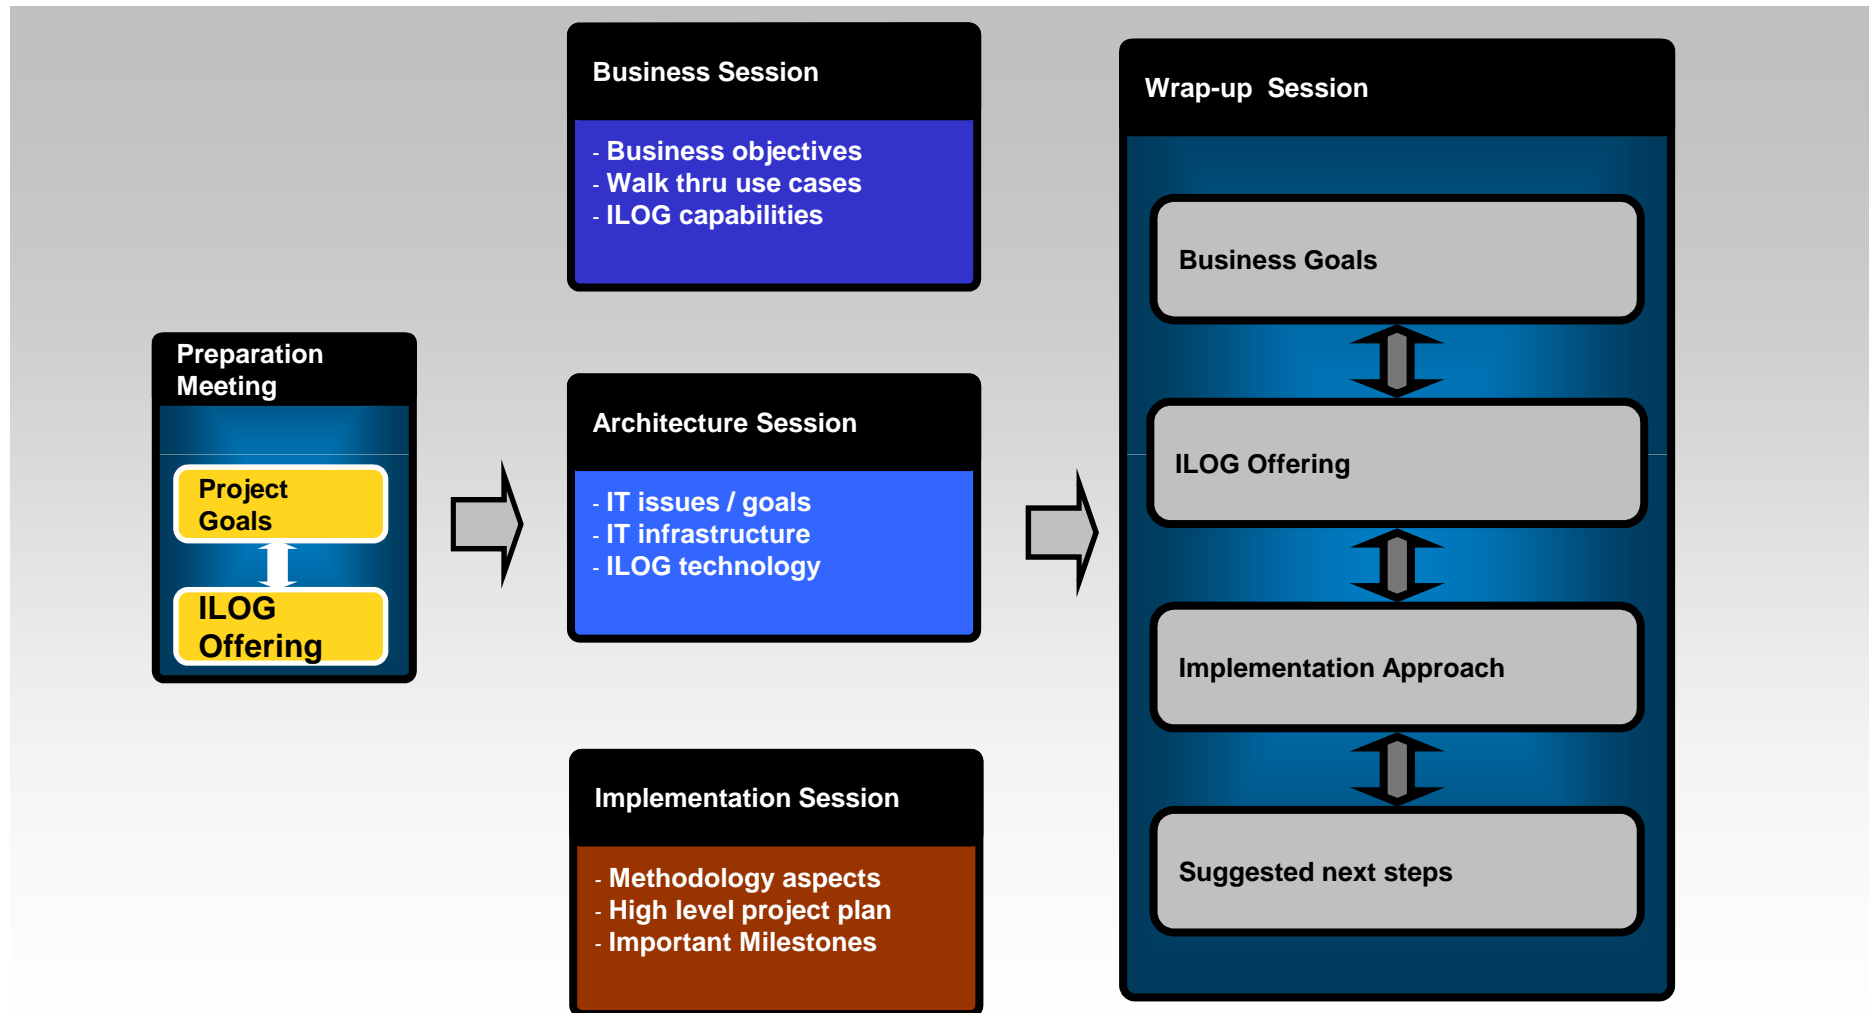 Preparation
Meeting
Project
Goals
ILOG
Offering
Business Session
- Business objectives
- Walk thru use cases
- ILOG capabilities
Architecture Session
- IT issues / goals
- IT infrastructure
- ILOG technology
Implementation Session
- Methodology aspects
- High level project plan
- Important Milestones
Wrap-up Session
Business Goals
ILOG Offering
Implementation Approach
Suggested next steps